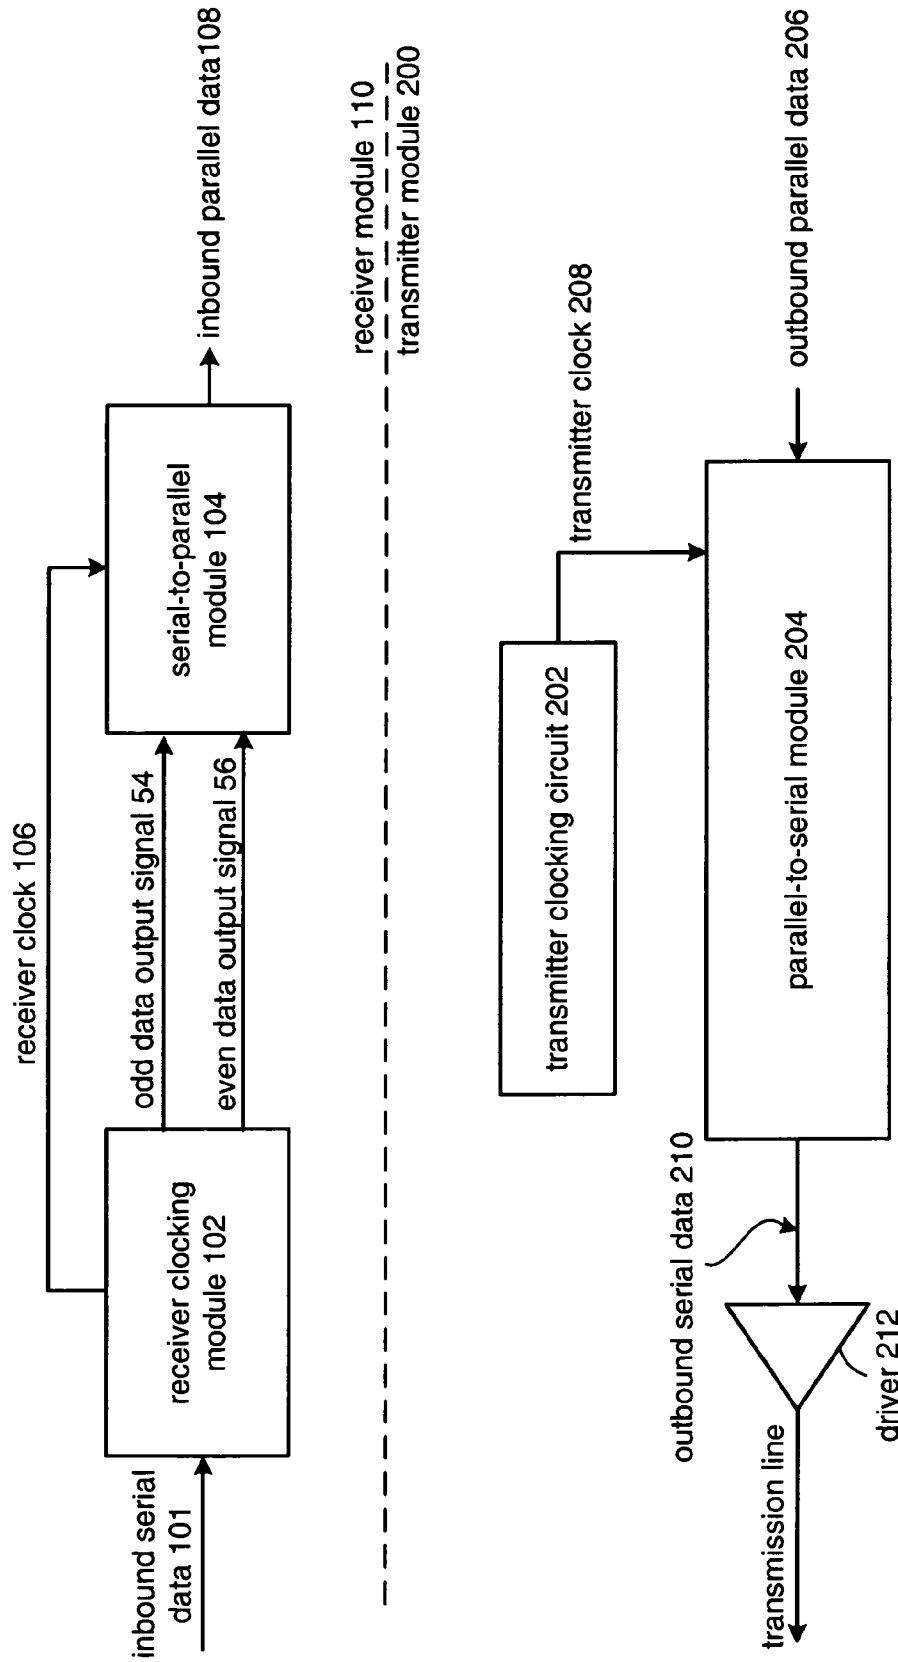 receiver clock 106
inbound serial
data 101
receiver clocking
module 102
odd data output signal 54
even data output signal 56
serial-to-parallel
module 104
inbound parallel data108
receiver module 110
transmitter module 200
transmitter clocking circuit 202
transmitter clock 208
transmission line
driver 212
outbound serial data 210
parallel-to-serial module 204
outbound parallel data 206